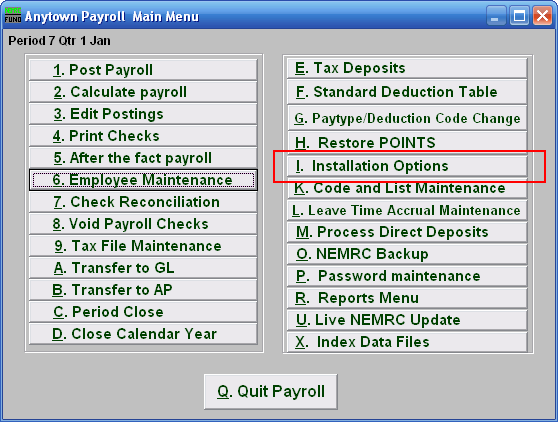 FUND
Anytown Payroll Main Menu
Period 7 Qtr 1 Jan
1. Post Payroll
2. Calculate payroll
3. Edit Postings
4. Print Checks
5. After the fact payroll
6. Employee Maintenance
7. Check Reconciliation
8. Void Payroll Checks
9. Tax File Maintenance
A. Transfer to GL
B. Transfer to AP
C. Period Close
D. Close Calendar Year
E. Tax Deposits
F. Standard Deduction Table
G. Paytype/Deduction Code Change
H. Restore POINTS
I. Installation Options
K. Code and List Maintenance
L. Leave Time Accrual Maintenance
M. Process Direct Deposits
O. NEMRC Backup
P. Password maintenance
R. Reports Menu
U. Live NEMRC Update
X. Index Data Files
Q. Quit Payroll